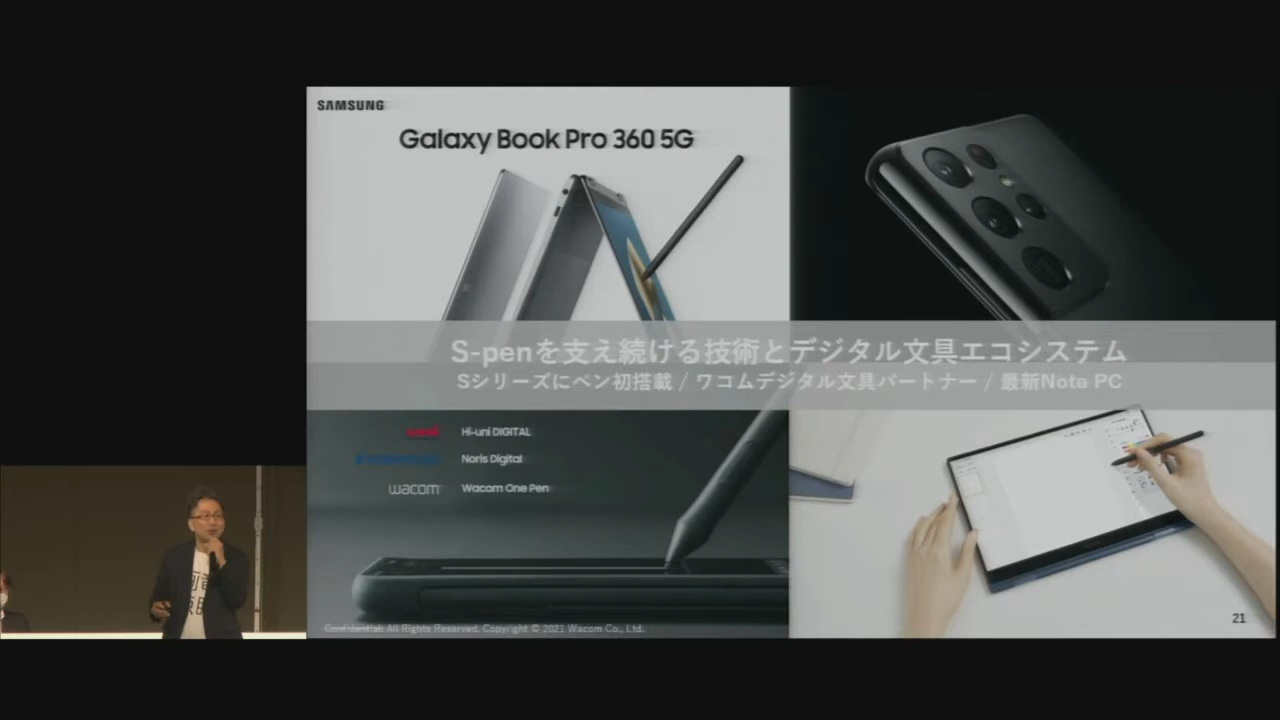 SAMSUNG
Galaxy Book Pro 360 5G
S-penを支え続ける技術とデジタル文具エコシステム
Sシリーズにペン初搭載 / ワコムデジタル文具パートナー / 最新Note PC
Hi-uni DIGITAL
Noris Digital
wacom Wacom One Pen
Confidential: All Rights Reserved. Copyright © 2021 Wacom Co., Ltd.
21